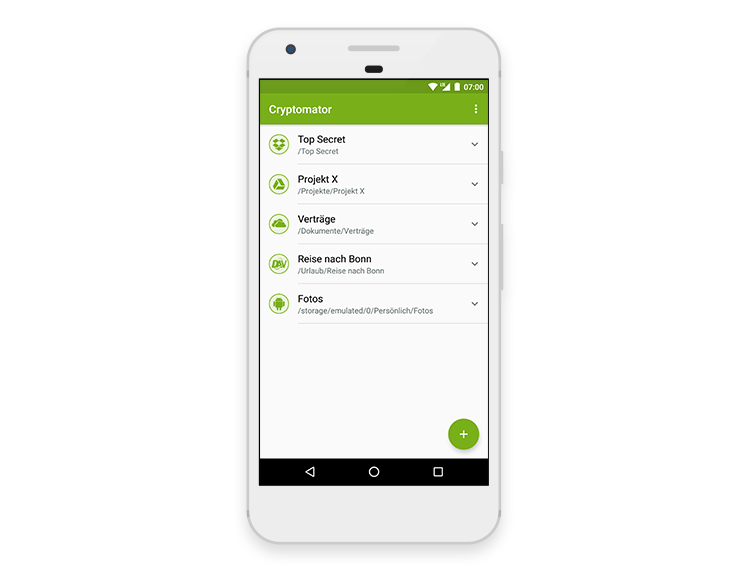 07:00
Cryptomator
Top Secret
/Top Secret
Projekt X
/Projekte/Projekt X
Verträge
/Dokumente/Verträge
DAV
Reise nach Bonn
/Urlaub/Reise nach Bonn
Fotos
/storage/emulated/0/Persönlich/Fotos